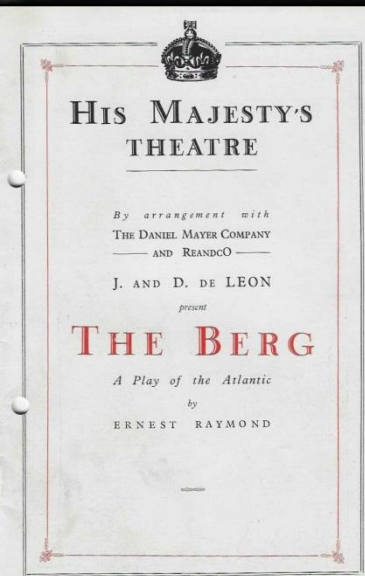 HIS MAJESTY'S
THEATRE
By arrangement with
THE DANIEL MAYER COMPANY
AND REANDCO
J. AND D. DE LEON
present
THE BERG
A Play of the Atlantic
by
ERNEST RAYMOND